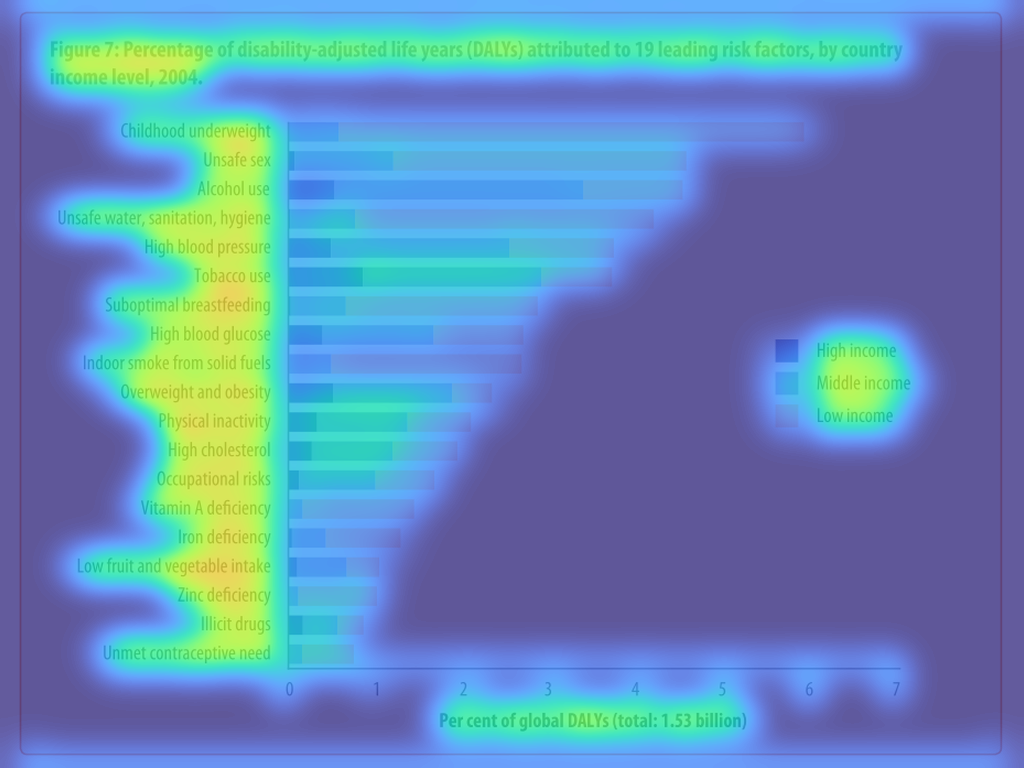 Figure 7: Percentage of disability-adjusted life years (DALYs) attributed to 19 leading risk factors, by country
income level, 2004.
Childhood underweight
Unsafe sex
Alcohol use
Unsafe water, sanitation, hygiene
High blood pressure
Tobacco use
Suboptimal breastfeeding
High blood glucose
Indoor smoke from solid fuels
Overweight and obesity
Physical inactivity
High cholesterol
Occupational risks
Vitamin A deficiency
Iron deficiency
Low fruit and vegetable intake
Zinc deficiency
Illicit drugs
Unmet contraceptive need
High income
Middle income
Low income
0 1 2 3 4 5 6 7
Per cent of global DALYs (total: 1.53 billion)